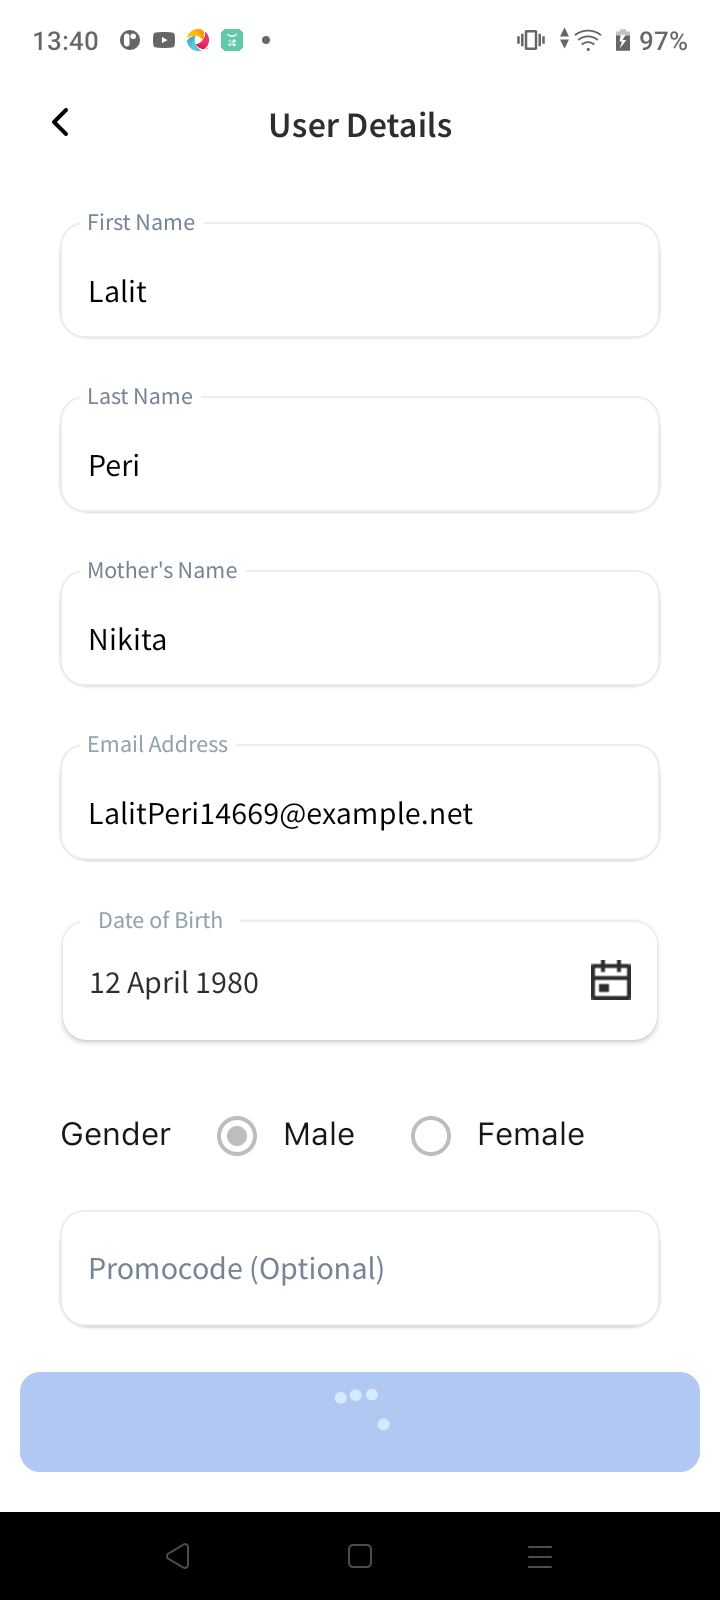 13:40
97%
User Details
First Name
Lalit
Last Name
Peri
Mother's Name
Nikita
Email Address
LalitPeri14669@example.net
Date of Birth
12 April 1980
Gender Male Female
Promocode (Optional)